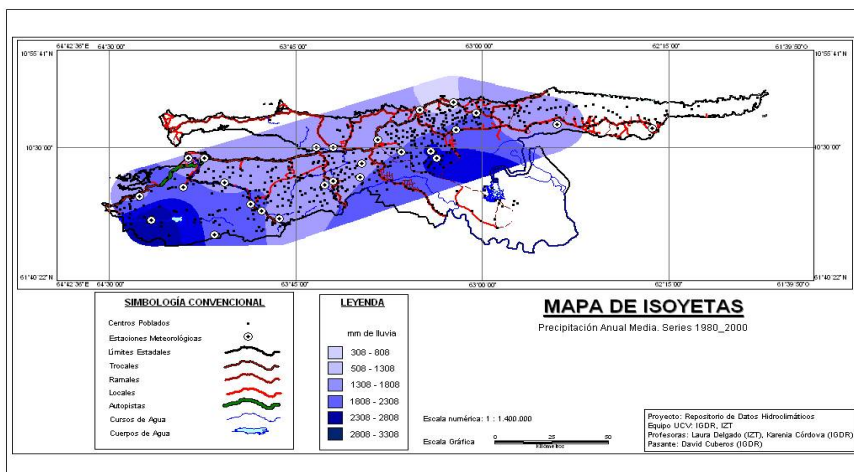 64°42'36"E 64°30'00" 63°45'00" 63°00'00" 62°15'00" 61°39'50"O
10°55'41" 10°55'41"
10°30'00" 10°30'00"
61°40'22"N 61°40'22"N
64°42'36"E 64°30'00" 63°45'00" 63°00'00" 62°15'00" 61°39'50"O
SIMBOLOGÍA CONVENCIONAL
Centros Poblados
Estaciones Meteorológicas
Límites Estadales
Trocales
Ramales
Locales
Autopistas
Cursos de Agua
Cuerpos de Agua
LEYENDA
mm de lluvia
308 - 808
508 - 1308
1308 - 1808
1808 - 2308
2308 - 2808
2808 - 3308
MAPA DE ISOYETAS
Precipitación Anual Media. Series 1980_2000
Escala numérica: 1 : 1.400.000
Escala Gráfica
0 25 50
Kilómetros
Proyecto: Repositorio de Datos Hidroclimáticos
Equipo UCV: IGDR, IZT
Profesoras: Laura Delgado (IZT), Karenia Córdova (IGDR)
Pasante: David Cuberos (IGDR)